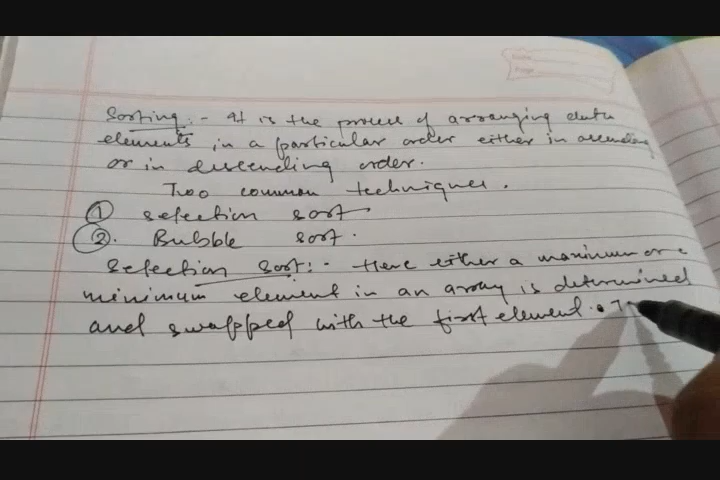 Sorting :- It is the process of arranging data
elements in a particular order either in ascending
or in descending order.
Two common techniques.
① Selection sort
②. Bubble sort.
Selection sort :- Here either a maximum or a
minimum element in an array is determined
and swapped with the first element.